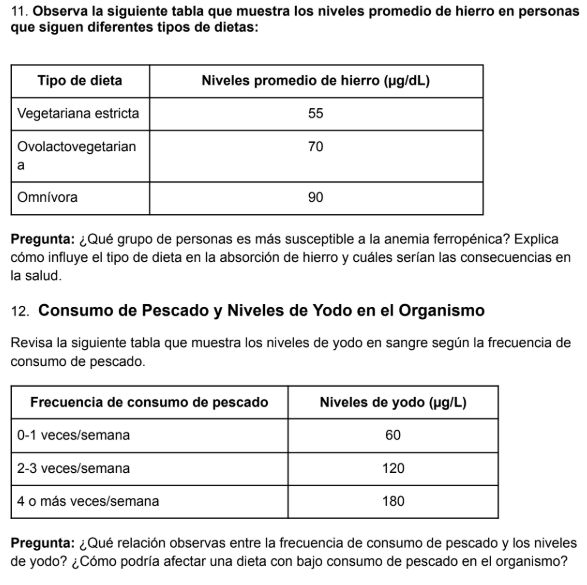 11. Observa la siguiente tabla que muestra los niveles promedio de hierro en personas
que siguen diferentes tipos de dietas:
Tipo de dieta Niveles promedio de hierro (µg/dL)
Vegetariana estricta 55
Ovolactovegetarian
a 70
Omnívora 90
Pregunta: ¿Qué grupo de personas es más susceptible a la anemia ferropénica? Explica
cómo influye el tipo de dieta en la absorción de hierro y cuáles serían las consecuencias en
la salud.
12. Consumo de Pescado y Niveles de Yodo en el Organismo
Revisa la siguiente tabla que muestra los niveles de yodo en sangre según la frecuencia de
consumo de pescado.
Frecuencia de consumo de pescado Niveles de yodo (µg/L)
0-1 veces/semana 60
2-3 veces/semana 120
4 o más veces/semana 180
Pregunta: ¿Qué relación observas entre la frecuencia de consumo de pescado y los niveles
de yodo? ¿Cómo podría afectar una dieta con bajo consumo de pescado en el organismo?